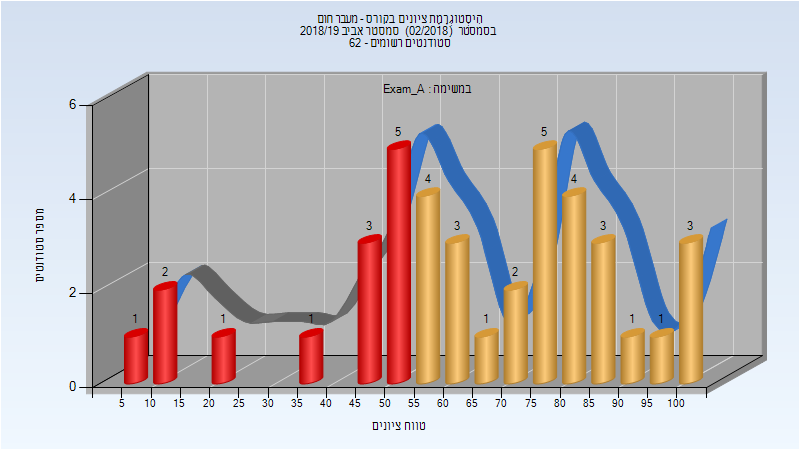 היסטוגרמת ציונים בקורס - מעבר חום
בסמסטר (02/2018) סמסטר אביב 2018/19
סטודנטים רשומים - 62
במשימה : Exam_A
מספר סטודנטים
6
4
2
0
1 2 1 1 3 5 4 3 1 2 5 4 3 1 1 3
5 10 15 20 25 30 35 40 45 50 55 60 65 70 75 80 85 90 95 100
טווח ציונים